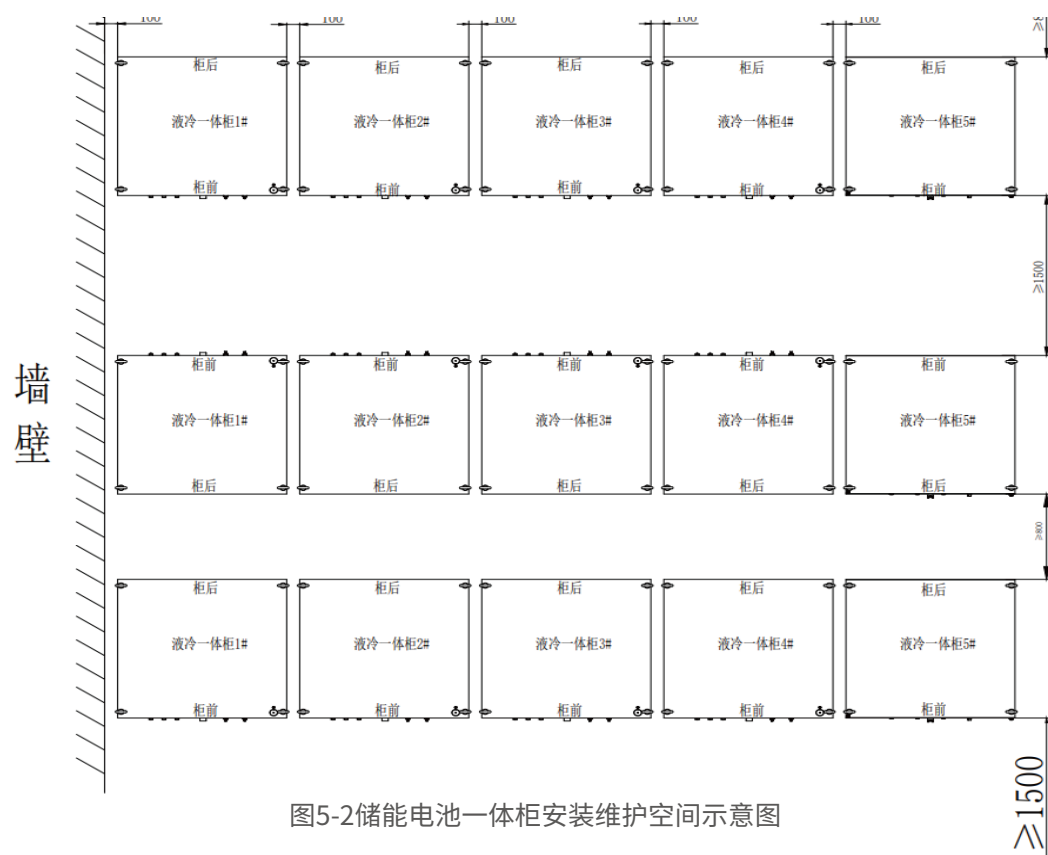 100 100 100 100 100
柜后 柜后 柜后 柜后 柜后
液冷一体柜1# 液冷一体柜2# 液冷一体柜3# 液冷一体柜4# 液冷一体柜5#
柜前 柜前 柜前 柜前 柜前
≥1500
柜前 柜前 柜前 柜前 柜前
墙壁
液冷一体柜1# 液冷一体柜2# 液冷一体柜3# 液冷一体柜4# 液冷一体柜5#
柜后 柜后 柜后 柜后 柜后
≥800
柜后 柜后 柜后 柜后 柜后
液冷一体柜1# 液冷一体柜2# 液冷一体柜3# 液冷一体柜4# 液冷一体柜5#
柜前 柜前 柜前 柜前 柜前
≥1500
图5-2储能电池一体柜安装维护空间示意图